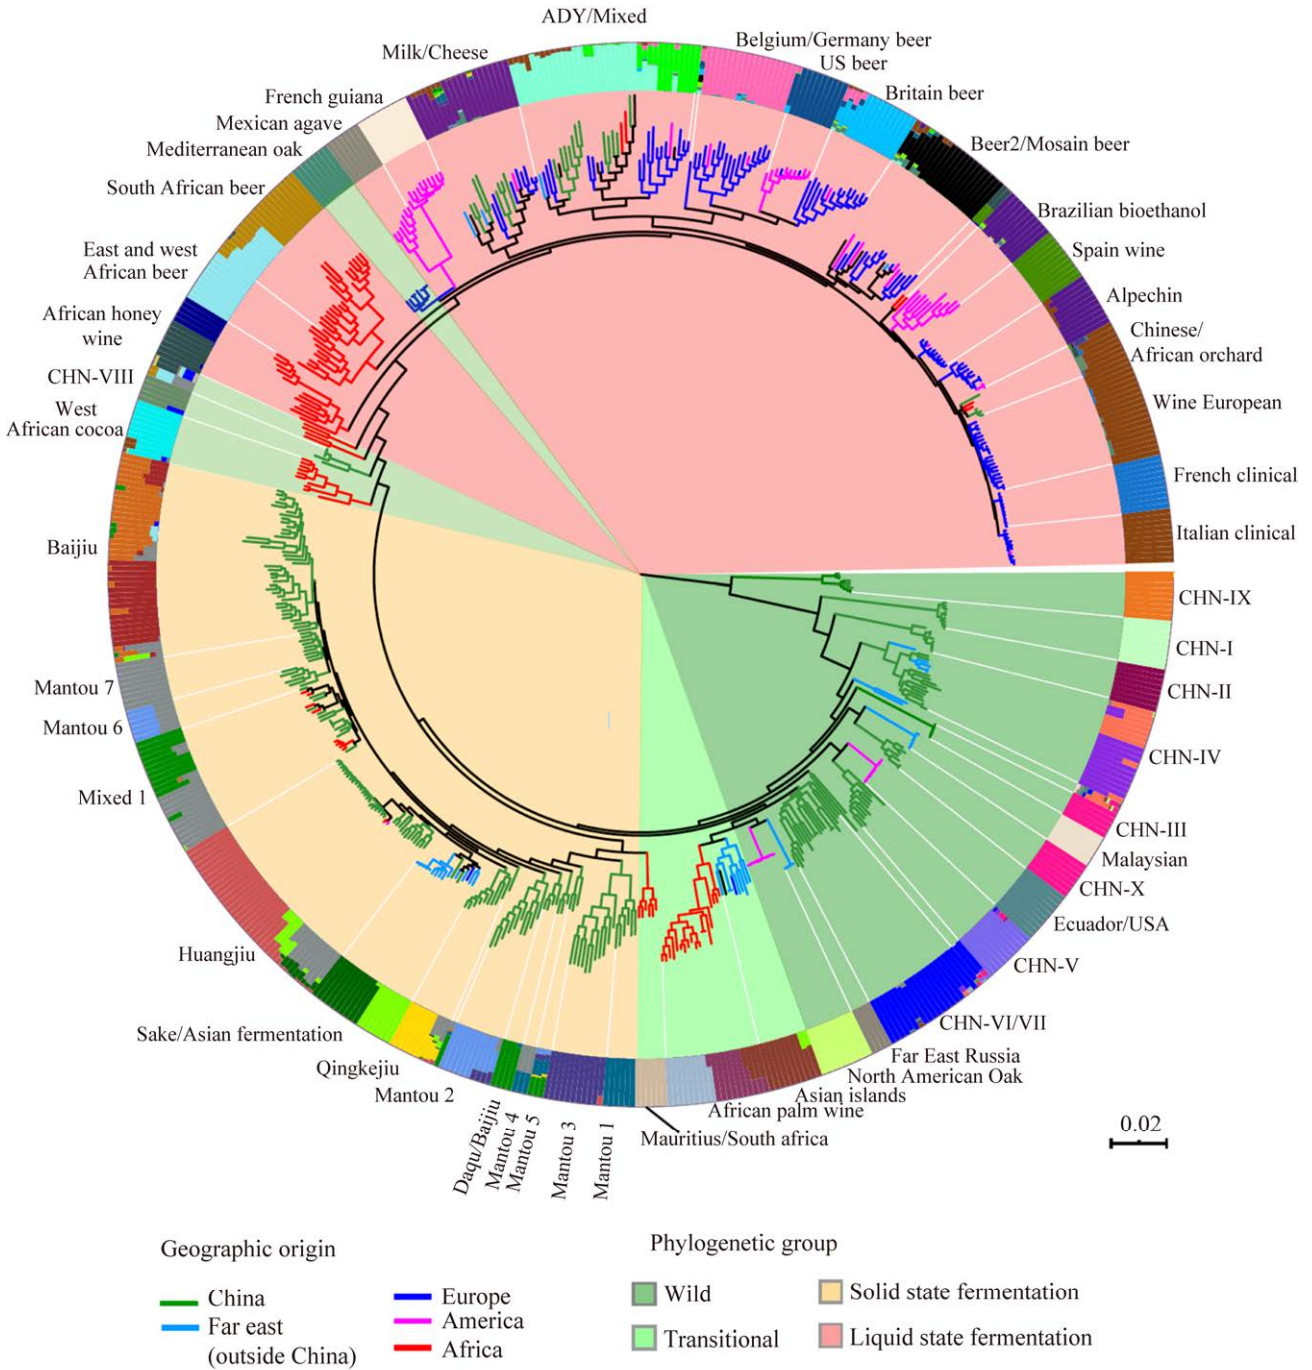 ADY/Mixed
Belgium/Germany beer
US beer
Britain beer
Beer2/Mosain beer
Brazilian bioethanol
Spain wine
Alpechin
Chinese/
African orchard
Wine European
French clinical
Italian clinical
CHN-IX
CHN-I
CHN-II
CHN-IV
CHN-III
Malaysian
CHN-X
Ecuador/USA
CHN-V
CHN-VI/VII
Far East Russia
North American Oak
Asian islands
African palm wine
Mauritius/South africa
Mantou 1
Mantou 3
Mantou 5
Mantou 4
Daqu/Baijiu
Mantou 2
Qingkejiu
Sake/Asian fermentation
Huangjiu
Mixed 1
Mantou 6
Mantou 7
Baijiu
West
African cocoa
CHN-VIII
African honey
wine
East and west
African beer
South African beer
Mediterranean oak
Mexican agave
French guiana
Milk/Cheese
0.02
Geographic origin
China
Far east
(outside China)
Europe
America
Africa
Phylogenetic group
Wild
Transitional
Solid state fermentation
Liquid state fermentation